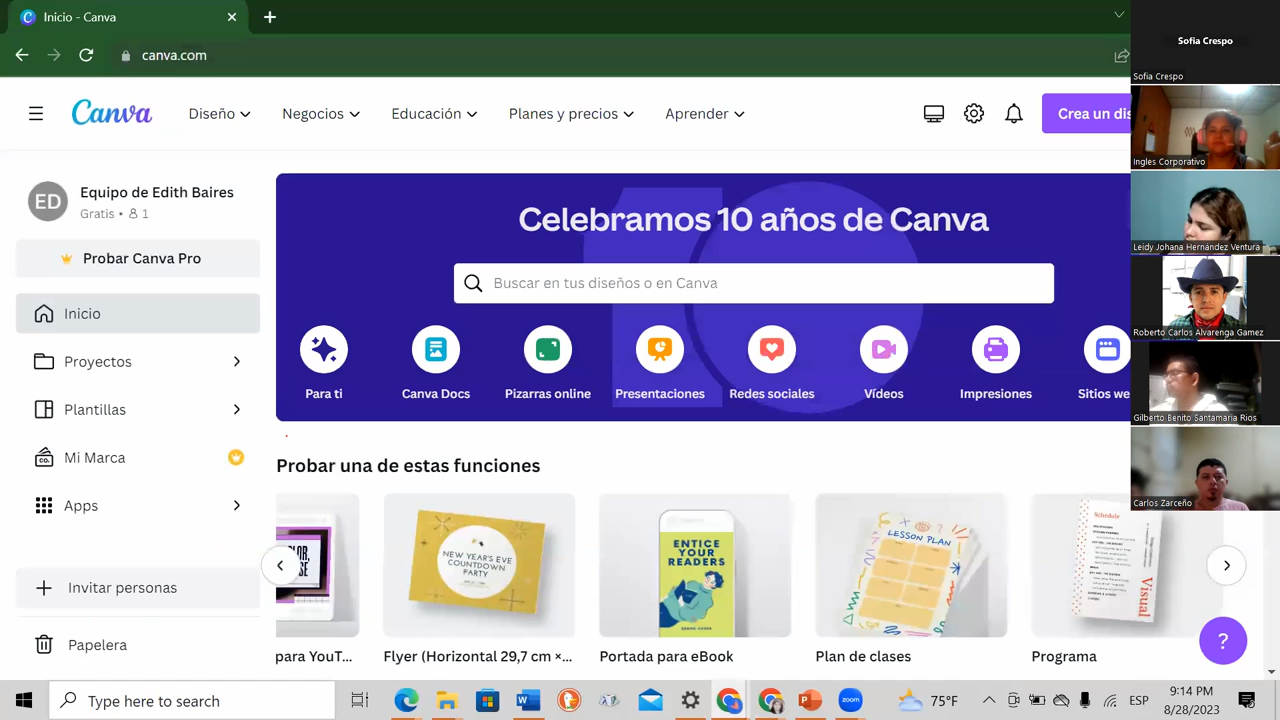 Inicio - Canva
canva.com
Canva
Diseño
Negocios
Educación
Planes y precios
Aprender
Crea un dis
ED
Equipo de Edith Baires
Gratis • 1
Probar Canva Pro
Inicio
Proyectos
Plantillas
CO.
Mi Marca
Apps
Invitar personas
Papelera
Celebramos 10 años de Canva
Buscar en tus diseños o en Canva
Para ti
Canva Docs
Pizarras online
Presentaciones
Redes sociales
Vídeos
Impresiones
Sitios we
Probar una de estas funciones
NEW YEAR'S EVE
COUNTDOWN
PARTY
ENTICE
YOUR
READERS
LESSON PLAN
Schedule
Visual
para YouT...
Flyer (Horizontal 29,7 cm ×...
Portada para eBook
Plan de clases
Programa
?
Sofia Crespo
Sofia Crespo
Ingles Corporativo
Leidy Johana Hernández Ventura
Roberto Carlos Alvarenga Gamez
Gilberto Benito Santamaria Rios
Carlos Zarceño
Type here to search
zoom
75°F
ESP
9:14 PM
8/28/2023